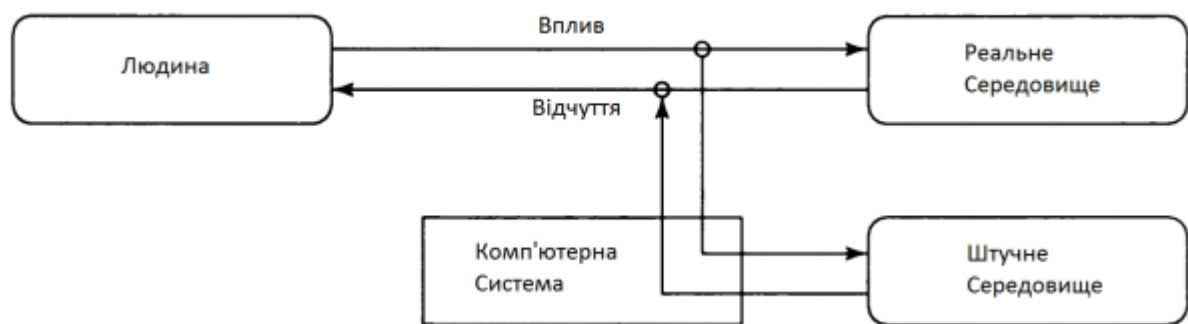 Вплив
Людина
Реальне
Середовище
Відчуття
Комп'ютерна
Система
Штучне
Середовище